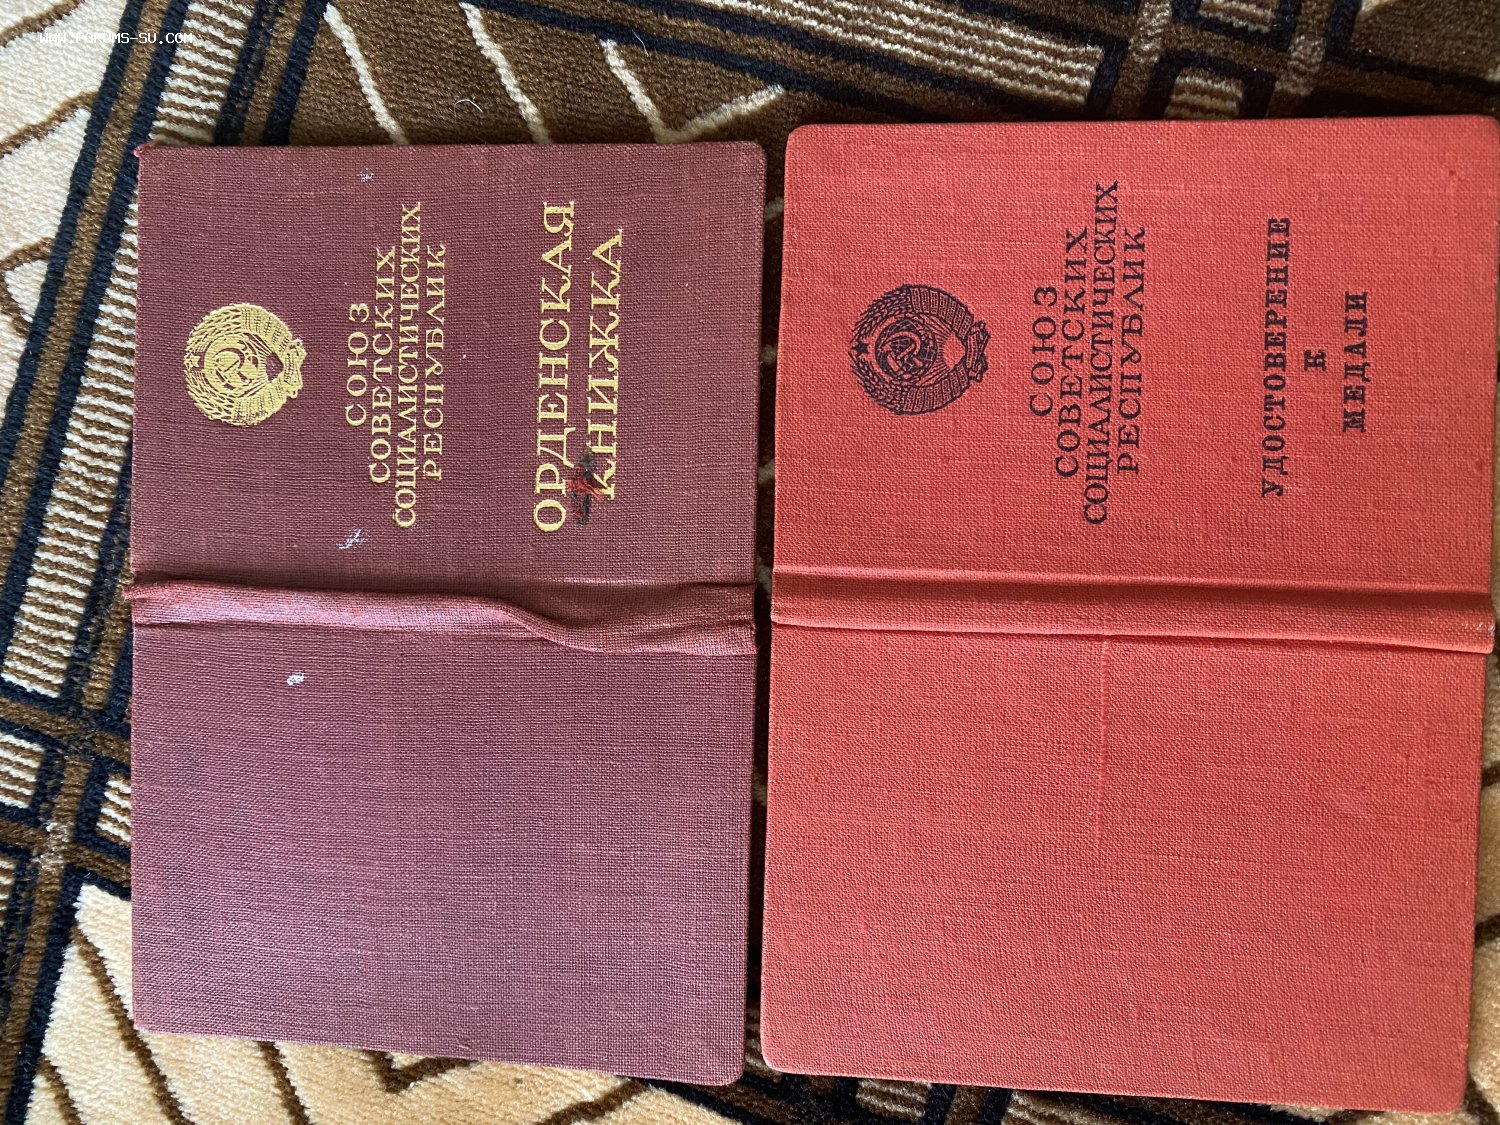 WWW.FORUMS-SU.COM
СОЮЗ
СОВЕТСКИХ
СОЦИАЛИСТИЧЕСКИХ
РЕСПУБЛИК
ОРДЕНСКАЯ
КНИЖКА
СОЮЗ
СОВЕТСКИХ
СОЦИАЛИСТИЧЕСКИХ
РЕСПУБЛИК
УДОСТОВЕРЕНИЕ
К
МЕДАЛИ